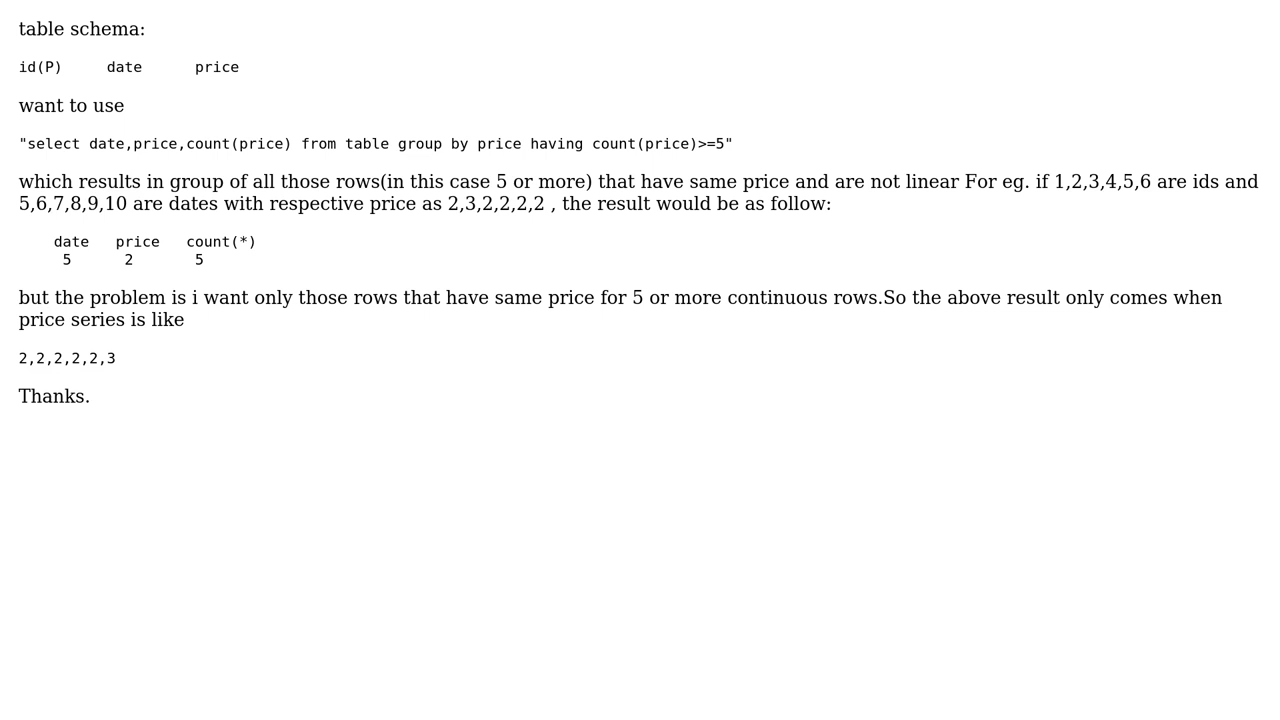 table schema:
id(P)     date      price
want to use
"select date,price,count(price) from table group by price having count(price)>=5"
which results in group of all those rows(in this case 5 or more) that have same price and are not linear For eg. if 1,2,3,4,5,6 are ids and
5,6,7,8,9,10 are dates with respective price as 2,3,2,2,2,2 , the result would be as follow:
    date   price   count(*)
     5      2       5
but the problem is i want only those rows that have same price for 5 or more continuous rows.So the above result only comes when
price series is like
2,2,2,2,2,3
Thanks.